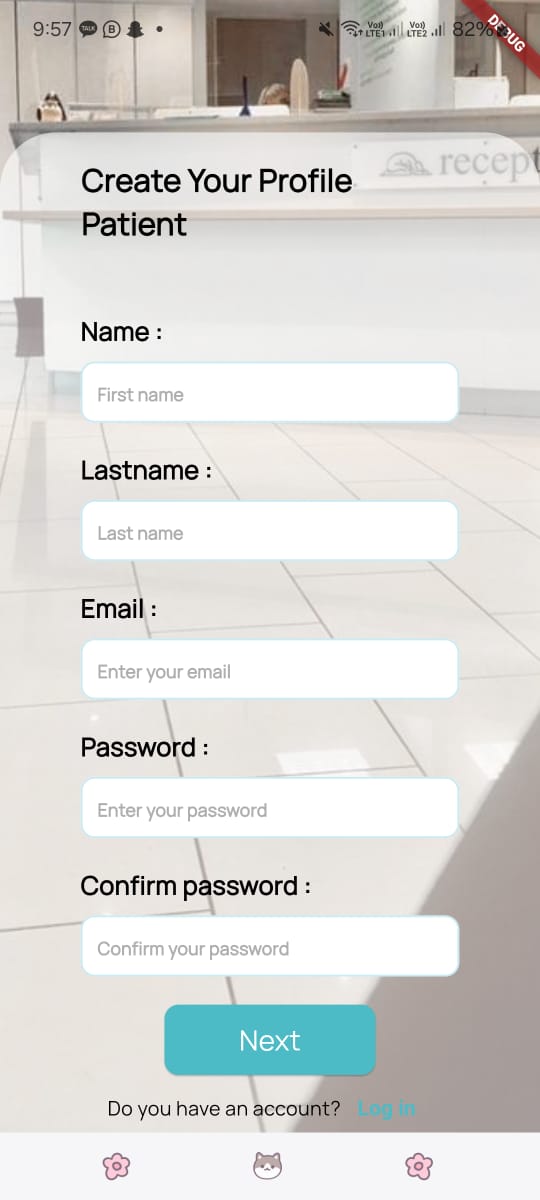 9:57 TALK B Vo)) LTE1 Vo)) LTE2 82%
DEBUG
recept
Create Your Profile
Patient
Name :
First name
Lastname :
Last name
Email :
Enter your email
Password :
Enter your password
Confirm password :
Confirm your password
Next
Do you have an account? Log in